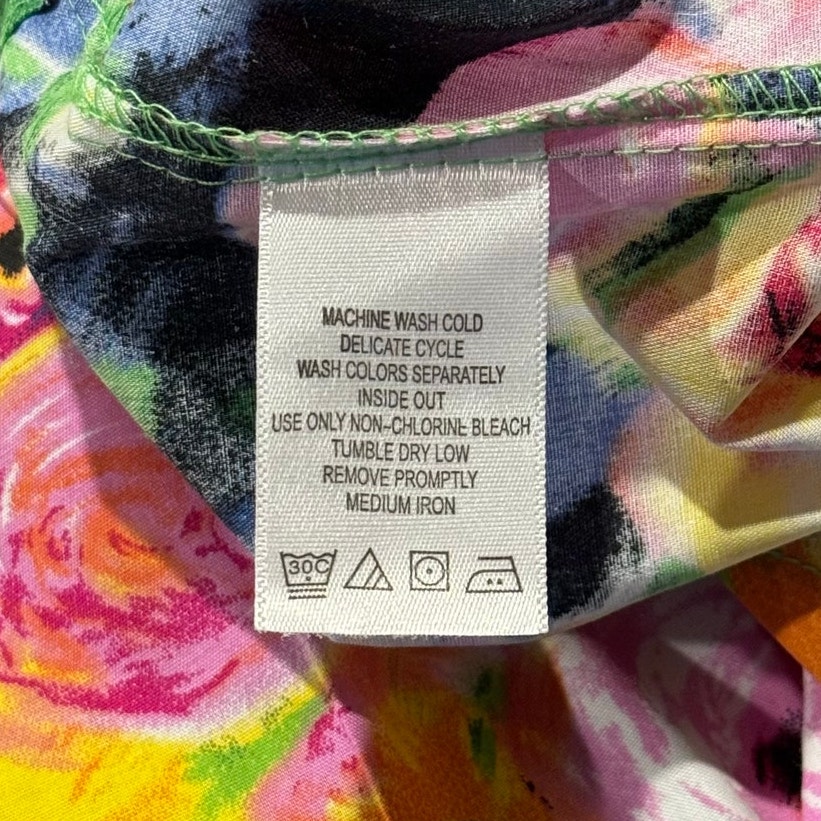 MACHINE WASH COLD
DELICATE CYCLE
WASH COLORS SEPARATELY
INSIDE OUT
USE ONLY NON-CHLORINE BLEACH
TUMBLE DRY LOW
REMOVE PROMPTLY
MEDIUM IRON
30C